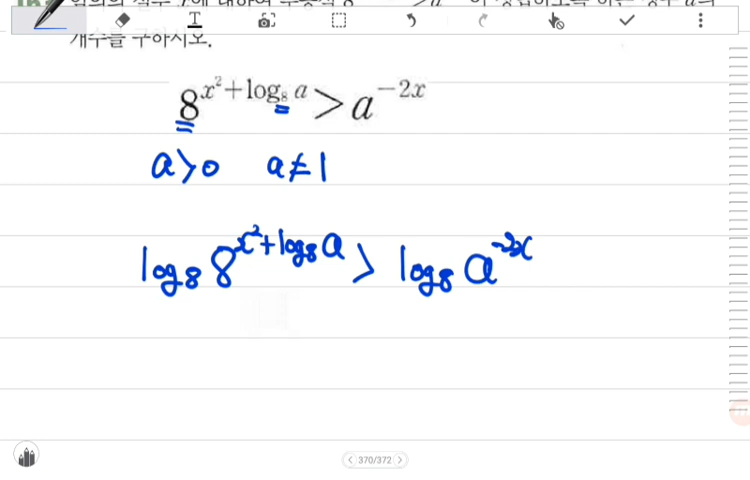 개수를 구하시오.
8^{x²+log₈ a} > a^{-2x}
a>0 a≠1
log₈ 8^{x²+log₈ a} > log₈ a^{-2x}
370/372